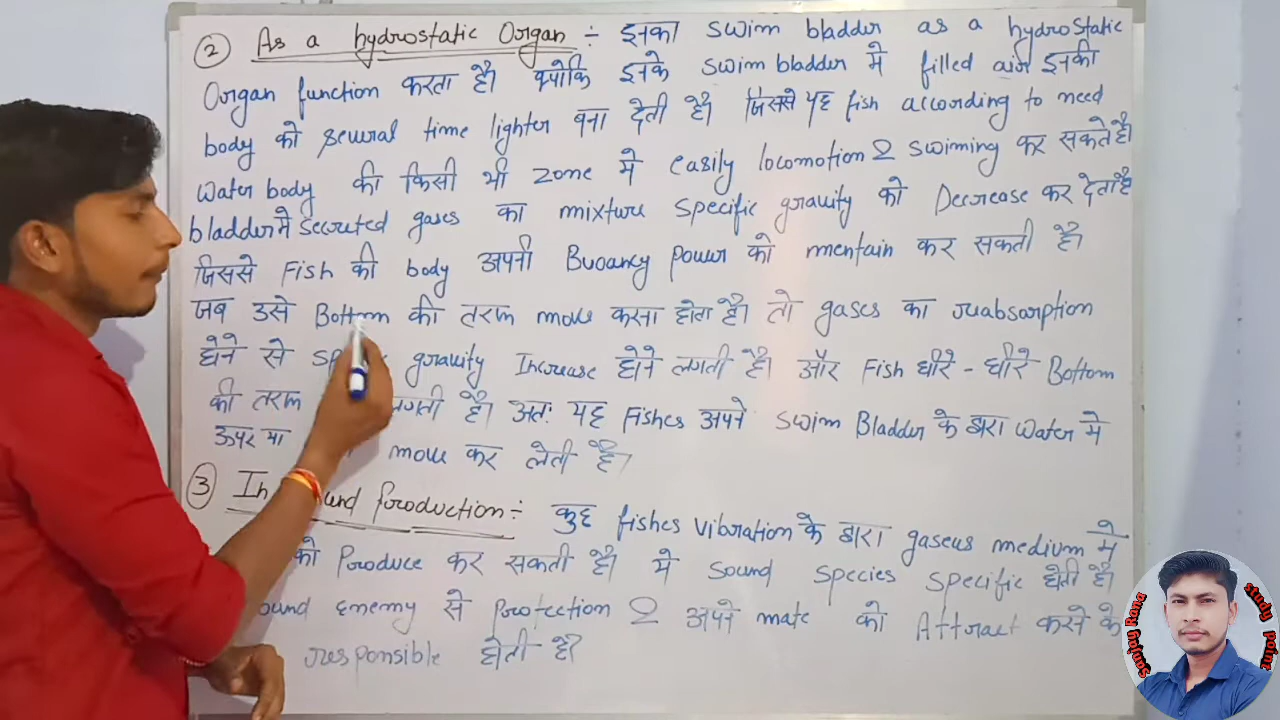 ② As a hydrostatic Organ ÷ इनका swim bladder as a hydrostatic
Organ function करता है। क्योकि इनके swim bladder मे filled air इनकी
body को several time lighter बना देती है। जिससे यह fish according to need
Water body की किसी भी zone मे easily locomotion & swiming कर सकते है।
bladder मे secreted gases का mixture specific gravity को Decrease कर देता है
जिससे Fish की body अपनी Buoancy power को mentain कर सकती है।
जब उसे Bottom की तरफ move करना होता है। तो gases का reabsorption
होने से gravity Increase होने लगती है। और Fish धीरे - धीरे Bottom
की तरफ लगती है। अतः यह Fishes अपने swim Bladder के द्वारा Water मे
ऊपर या move कर लेती है।
③ In Production ÷ कुछ fishes vibration के द्वारा gaseus medium मे
को Produce कर सकती है। ये sound species specific होती है।
enemy से Protection & अपने mate को Attract करने के
responsible होती है।
Sanjay Rana study point